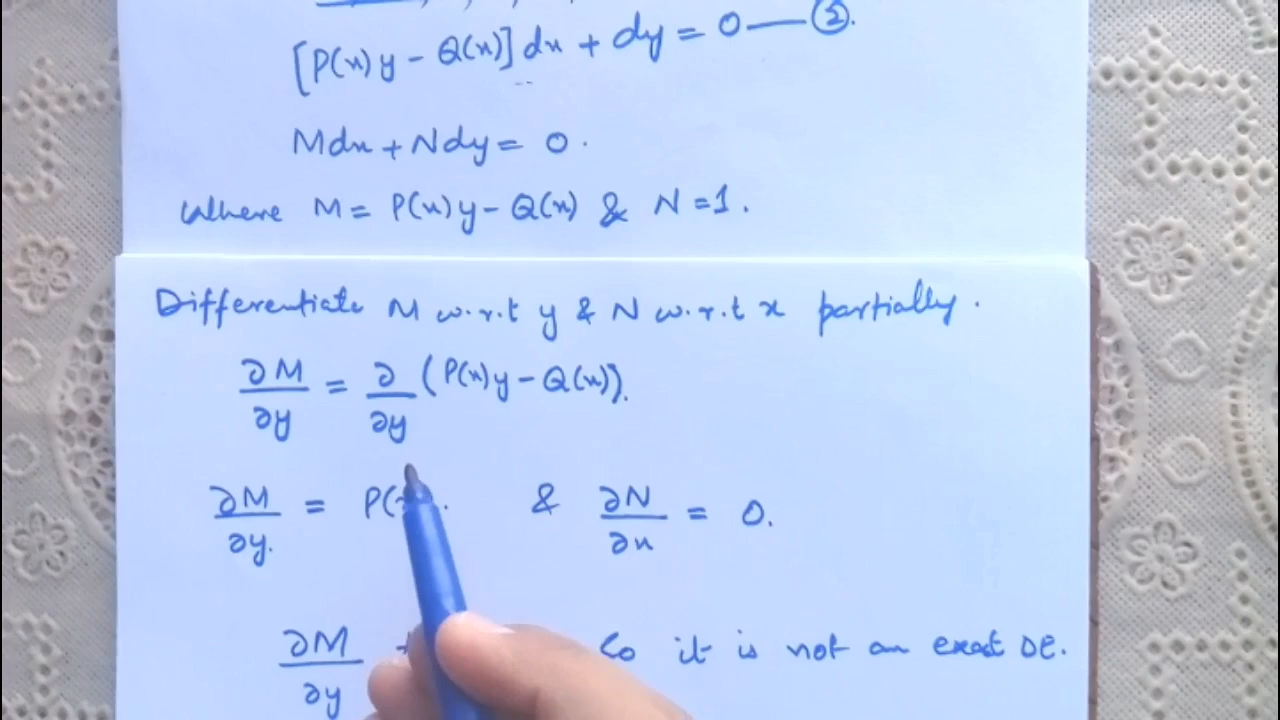 [P(x)y - Q(x)]dx + dy = 0 — ②.
Mdx + Ndy = 0.
Where M = P(x)y - Q(x) & N = 1.
Differentiate M w.r.t y & N w.r.t x partially.
∂M/∂y = ∂/∂y (P(x)y - Q(x)).
∂M/∂y. = P( . & ∂N/∂x = 0.
∂M/∂y So it is not an exact DE.